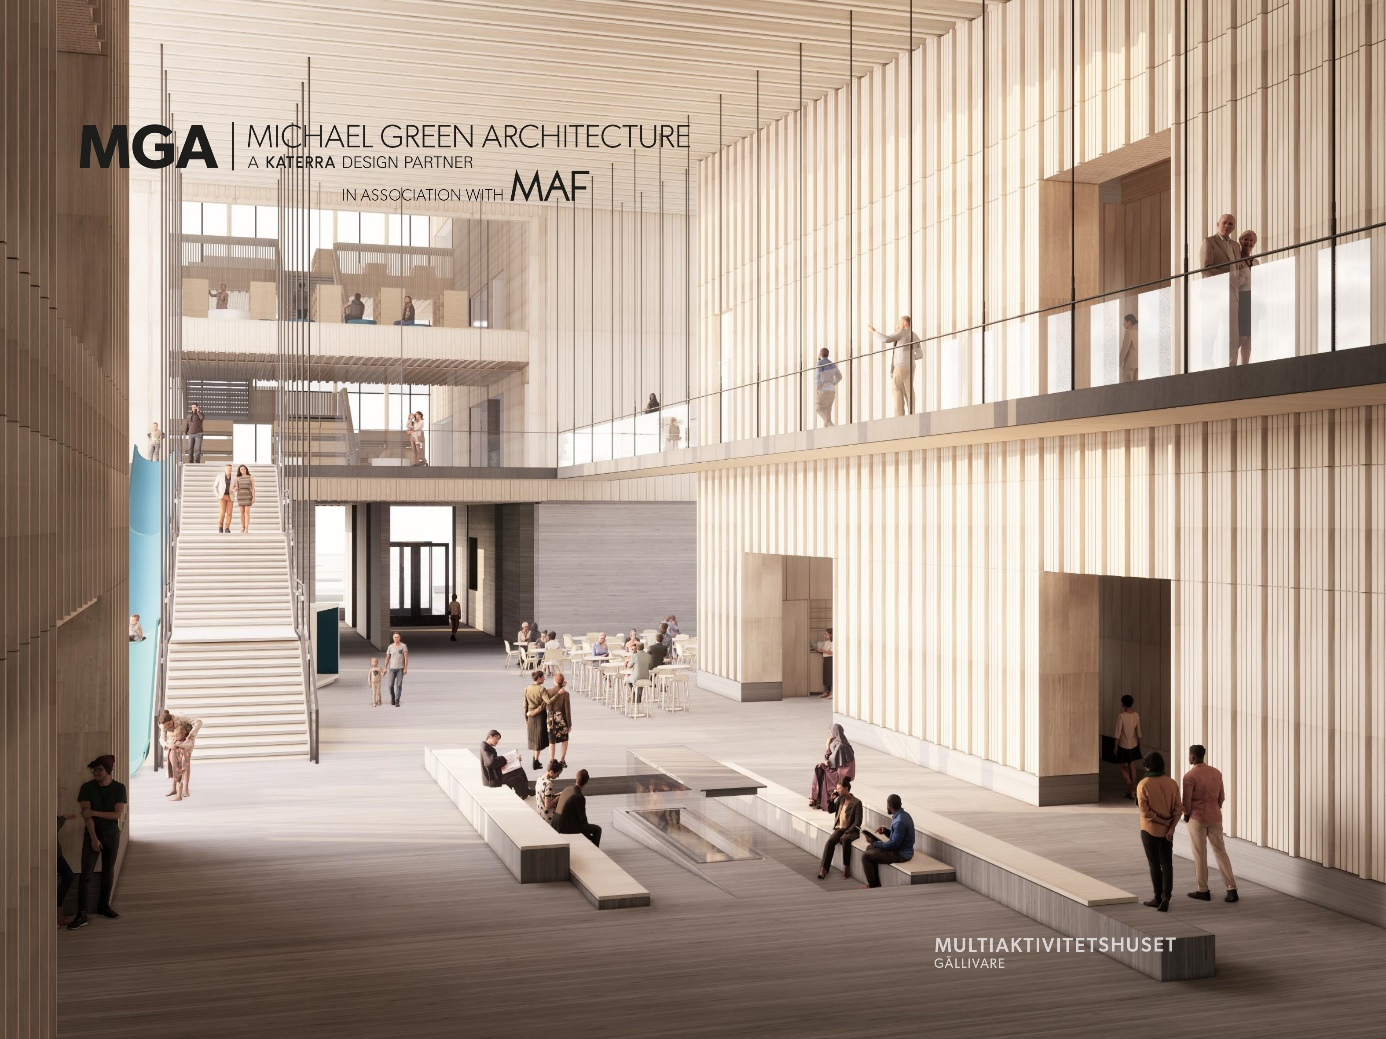 MGA
MICHAEL GREEN ARCHITECTURE
A KATERRA DESIGN PARTNER
IN ASSOCIATION WITH MAF
MULTIAKTIVITETSHUSET
GÄLLIVARE